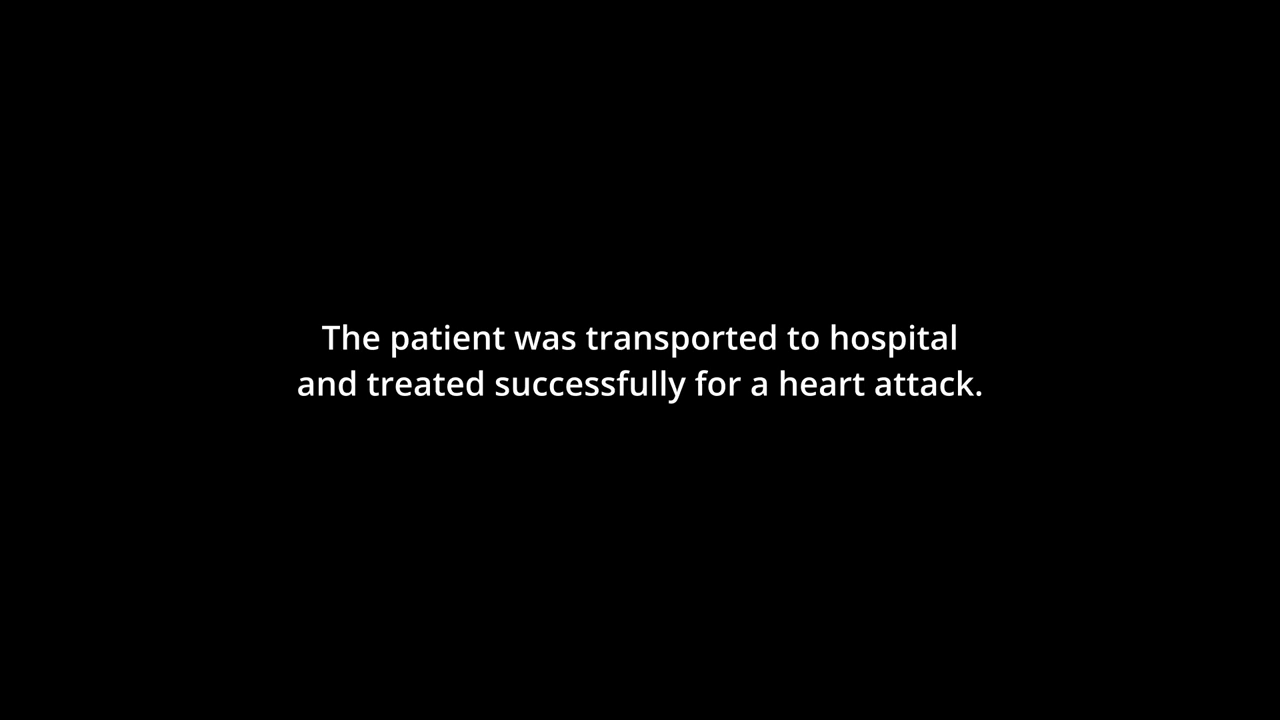 The patient was transported to hospital
and treated successfully for a heart attack.